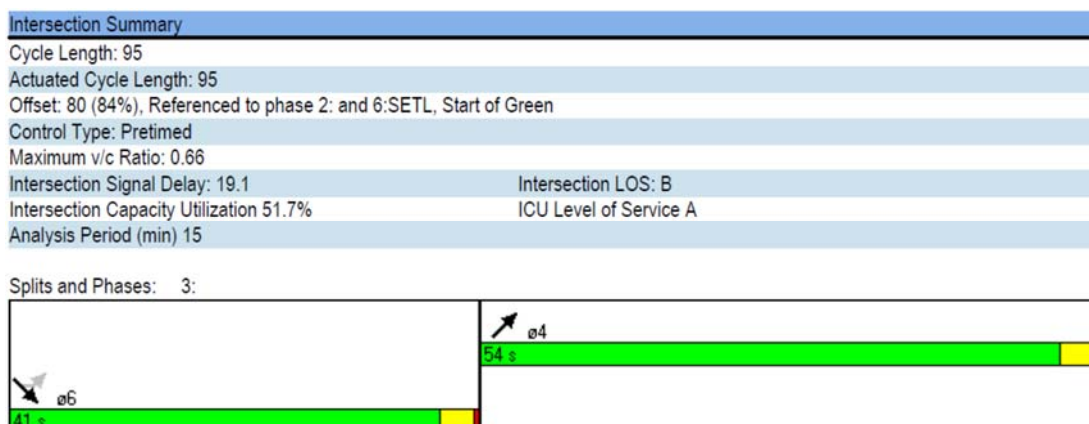 Intersection Summary
Cycle Length: 95
Actuated Cycle Length: 95
Offset: 80 (84%), Referenced to phase 2: and 6:SETL, Start of Green
Control Type: Pretimed
Maximum v/c Ratio: 0.66
Intersection Signal Delay: 19.1 Intersection LOS: B
Intersection Capacity Utilization 51.7% ICU Level of Service A
Analysis Period (min) 15
Splits and Phases: 3:
ø4
54 s
ø6
41 s